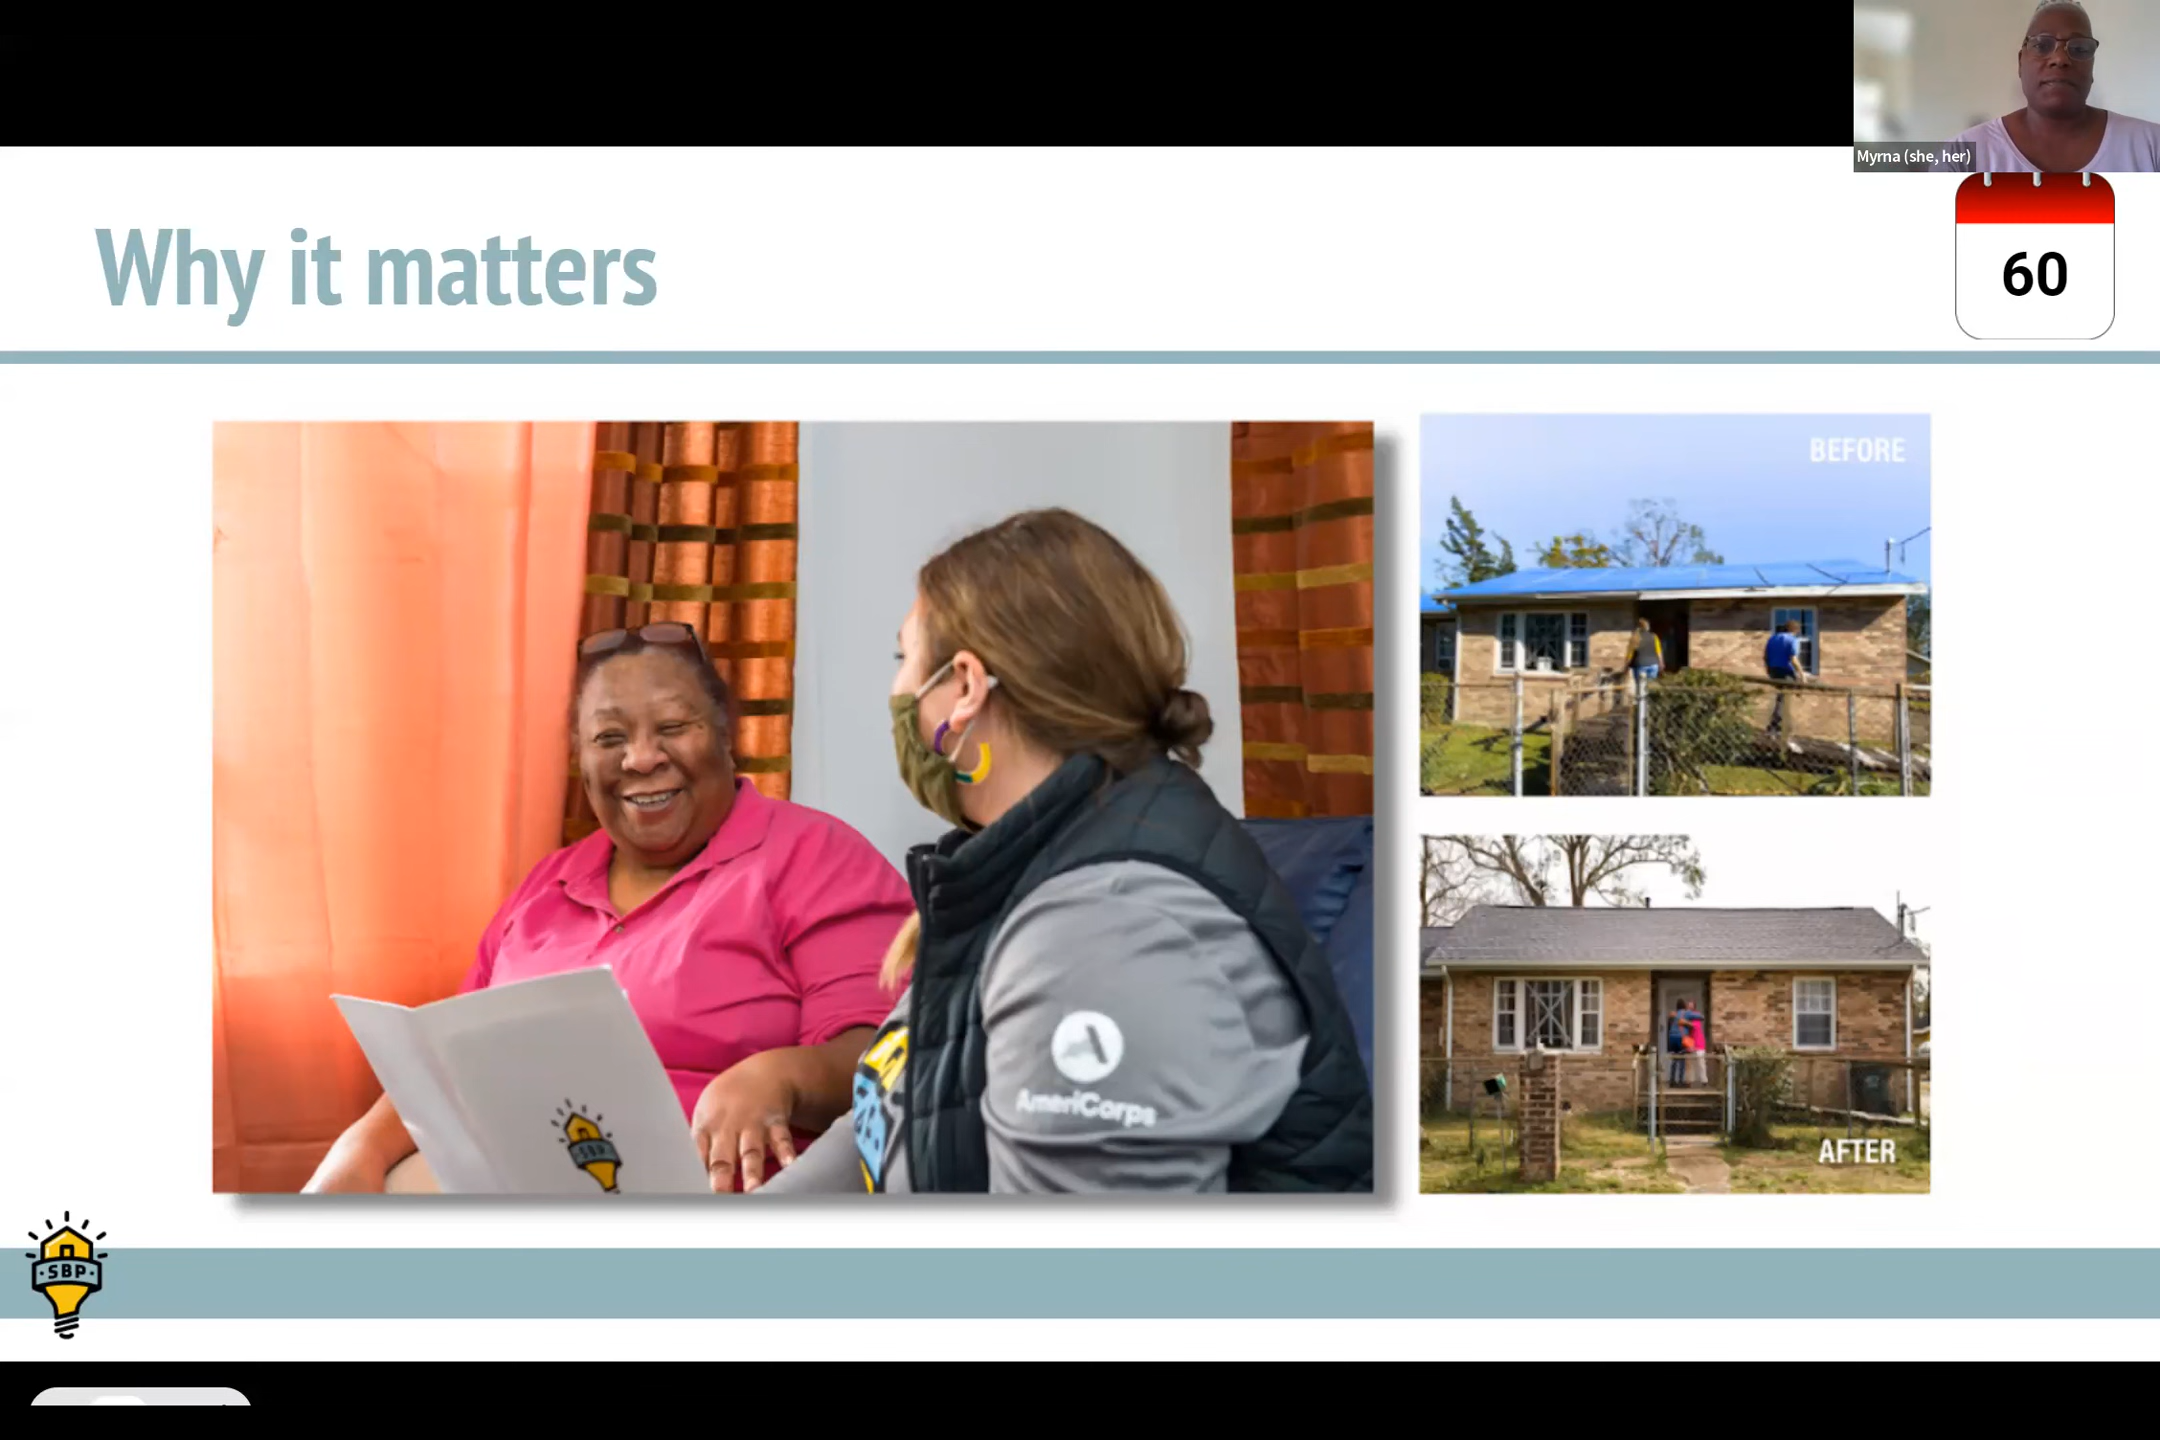 Myrna (she, her)
Why it matters
60
BEFORE
AmeriCorps
SBP
AFTER
·SBP·